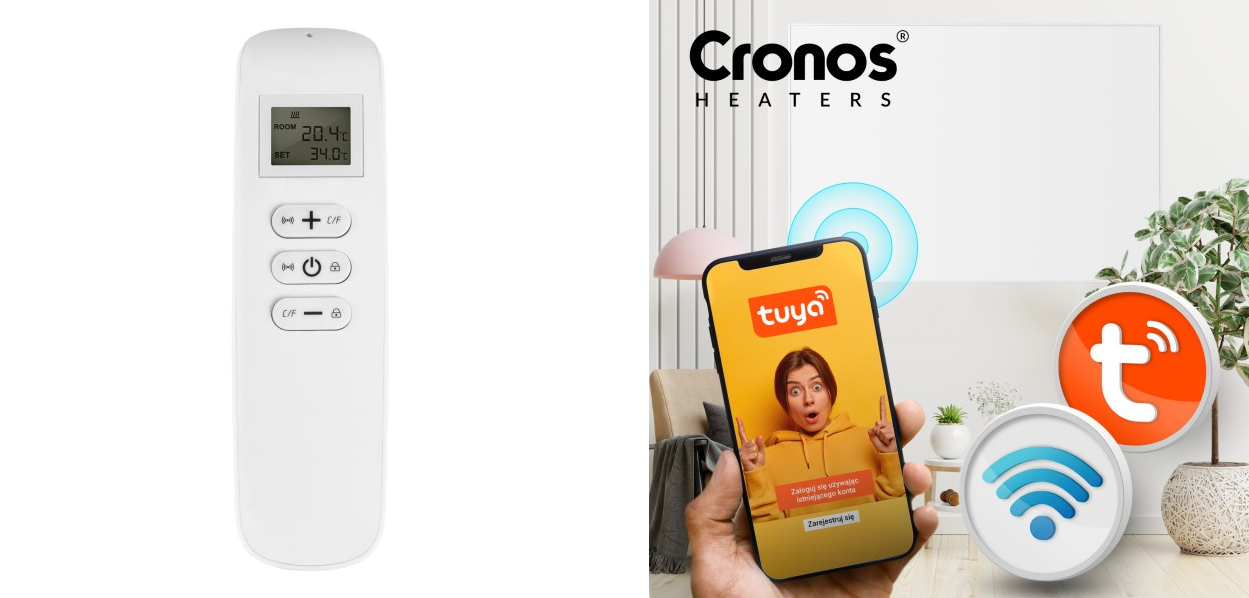 ROOM 20.4°C
SET 34.0°C
C/F
C/F
Cronos®
HEATERS
tuya
Zaloguj się używając
istniejącego konta
Zarejestruj się
t